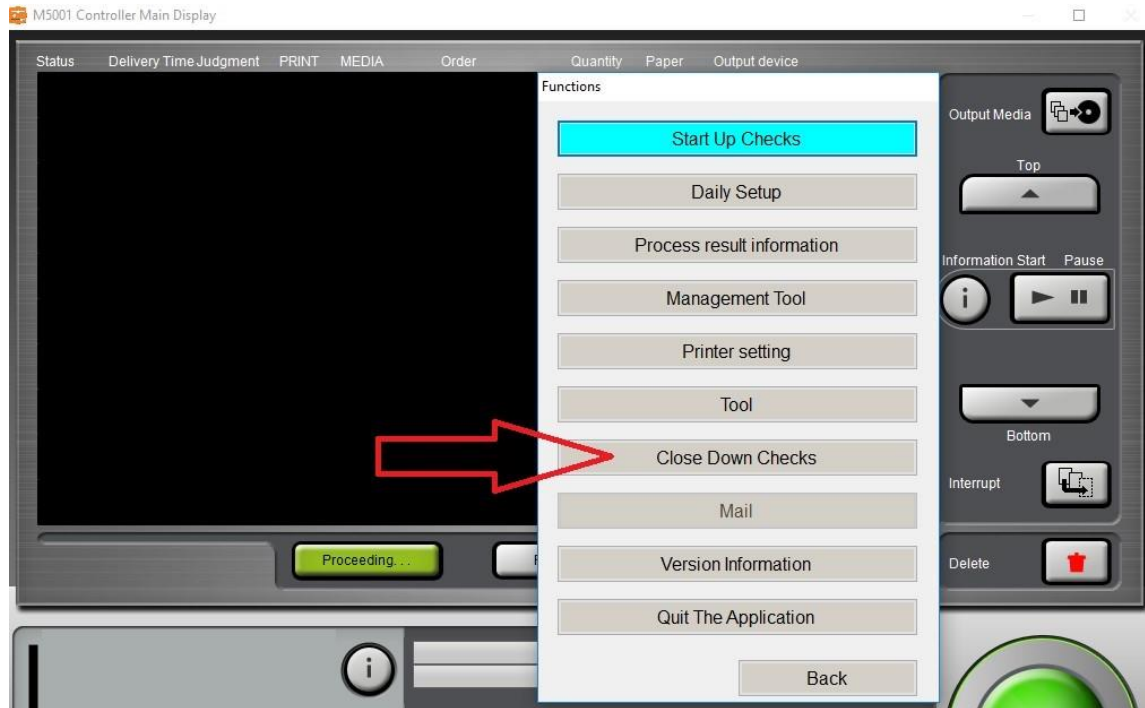 M5001 Controller Main Display
Status Delivery Time Judgment PRINT MEDIA Order Quantity Paper Output device
Functions
Start Up Checks
Daily Setup
Process result information
Management Tool
Printer setting
Tool
Close Down Checks
Mail
Version Information
Quit The Application
Back
Output Media
Top
Information Start Pause
i
Bottom
Interrupt
Delete
Proceeding. . .
i